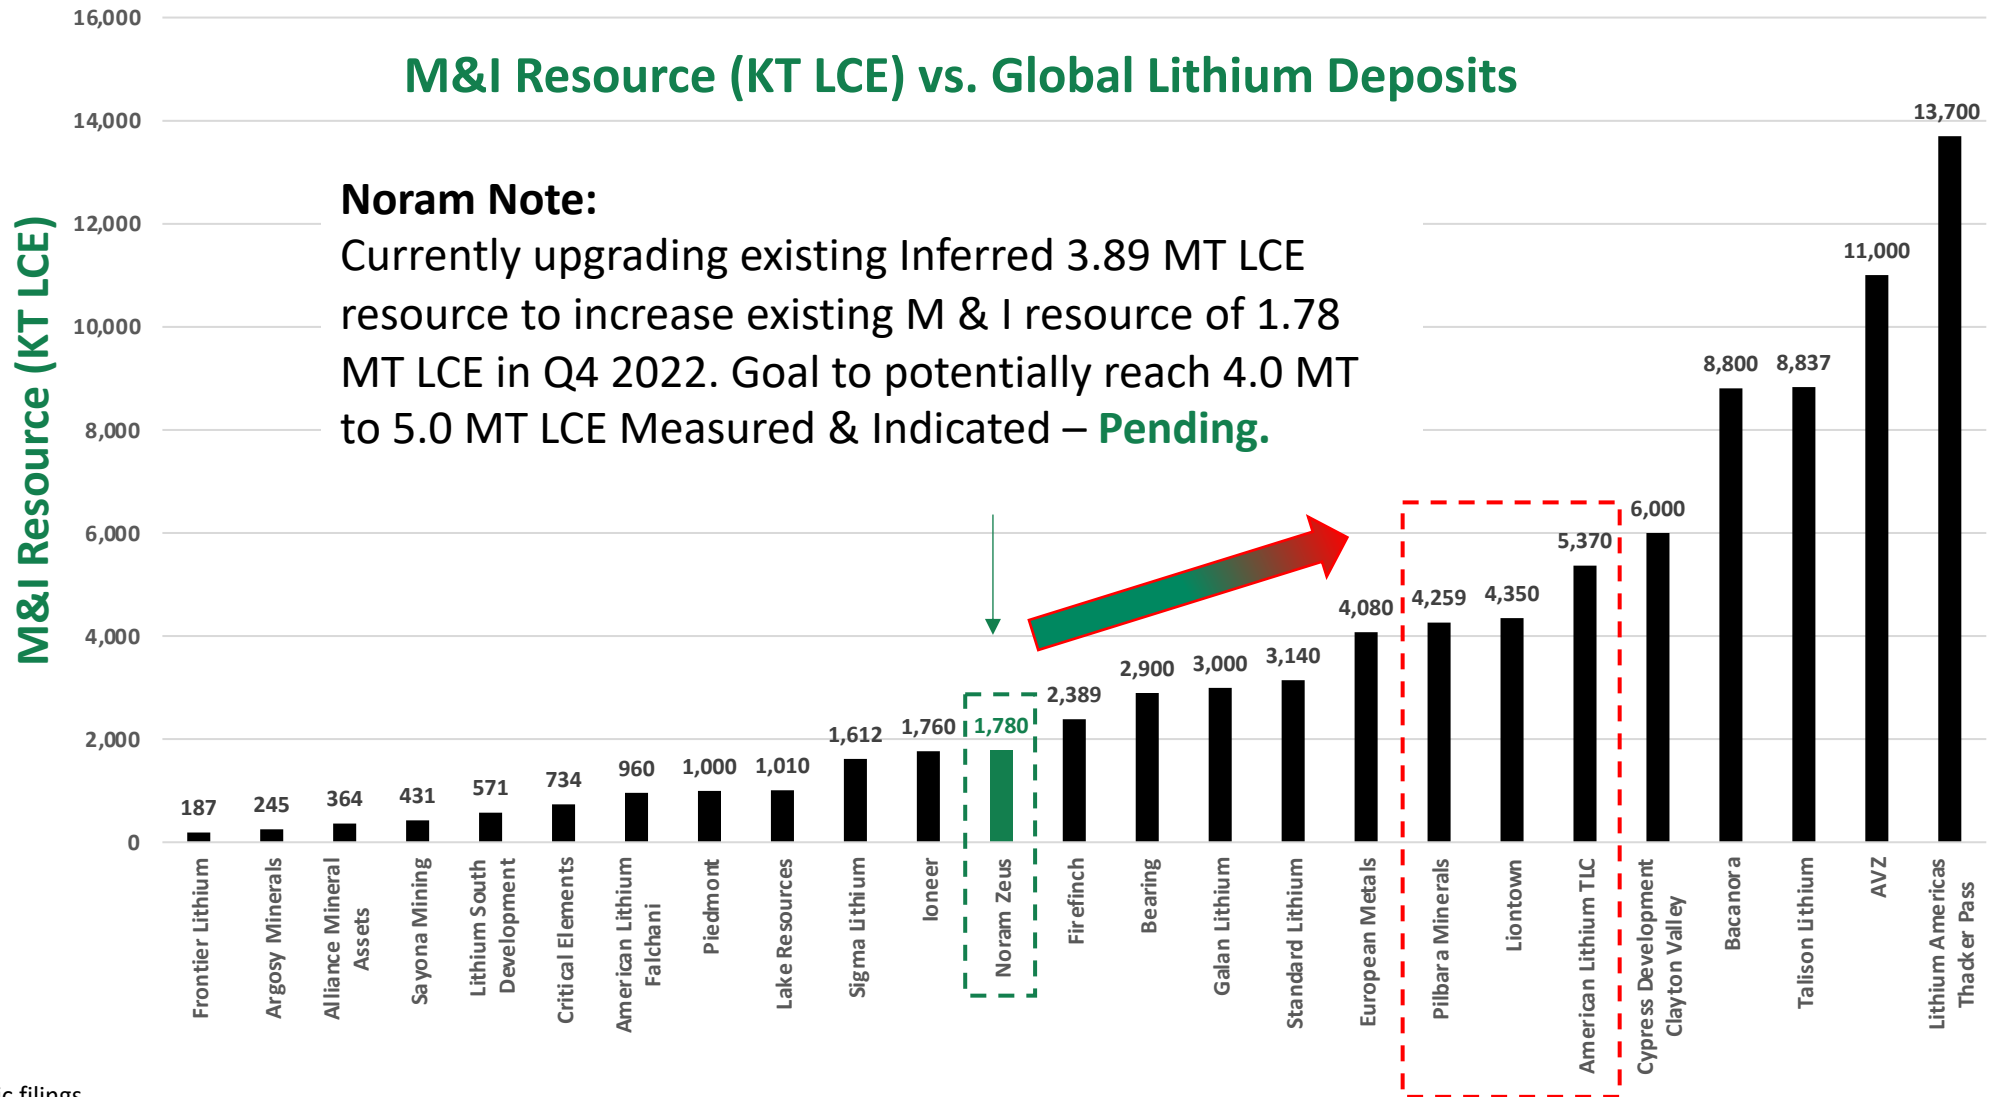 M&I Resource (KT LCE) vs. Global Lithium Deposits
M&I Resource (KT LCE)
16,000
14,000
12,000
10,000
8,000
6,000
4,000
2,000
0
Noram Note:
Currently upgrading existing Inferred 3.89 MT LCE
resource to increase existing M & I resource of 1.78
MT LCE in Q4 2022. Goal to potentially reach 4.0 MT
to 5.0 MT LCE Measured & Indicated – Pending.
187
245
364
431
571
734
960
1,000
1,010
1,612
1,760
1,780
2,389
2,900
3,000
3,140
4,080
4,259
4,350
5,370
6,000
8,800
8,837
11,000
13,700
Frontier Lithium
Argosy Minerals
Alliance Mineral
Assets
Sayona Mining
Lithium South
Development
Critical Elements
American Lithium
Falchani
Piedmont
Lake Resources
Sigma Lithium
Ioneer
Noram Zeus
Firefinch
Bearing
Galan Lithium
Standard Lithium
European Metals
Pilbara Minerals
Liontown
American Lithium TLC
Cypress Development
Clayton Valley
Bacanora
Talison Lithium
AVZ
Lithium Americas
Thacker Pass
filings